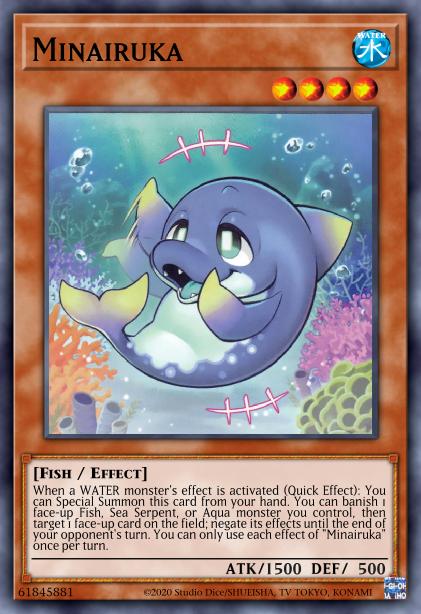 MINAIRUKA
WATER
水
[FISH / EFFECT]
When a WATER monster's effect is activated (Quick Effect): You
can Special Summon this card from your hand. You can banish 1
face-up Fish, Sea Serpent, or Aqua monster you control, then
target 1 face-up card on the field; negate its effects until the end of
your opponent's turn. You can only use each effect of "Minairuka"
once per turn.
ATK/1500 DEF/ 500
61845881
©2020 Studio Dice/SHUEISHA, TV TOKYO, KONAMI